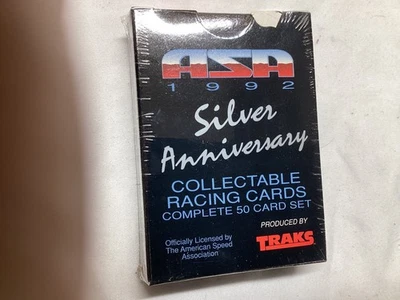 ASA
1992
Silver
Anniversary
COLLECTABLE
RACING CARDS
COMPLETE 50 CARD SET
PRODUCED BY
TRAKS
Officially Licensed by
The American Speed
Association